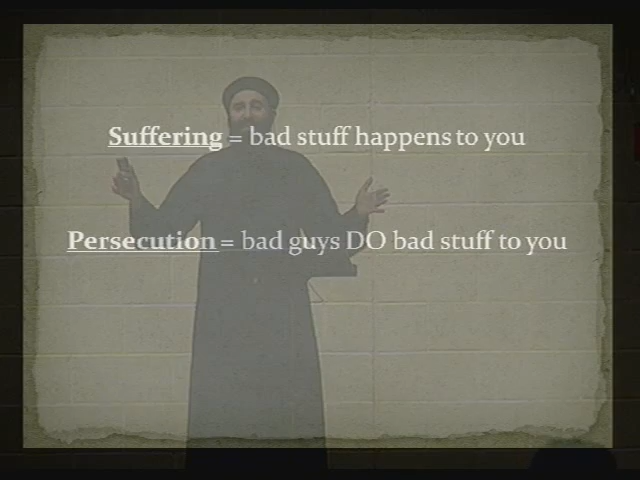 Suffering = bad stuff happens to you
Persecution = bad guys DO bad stuff to you